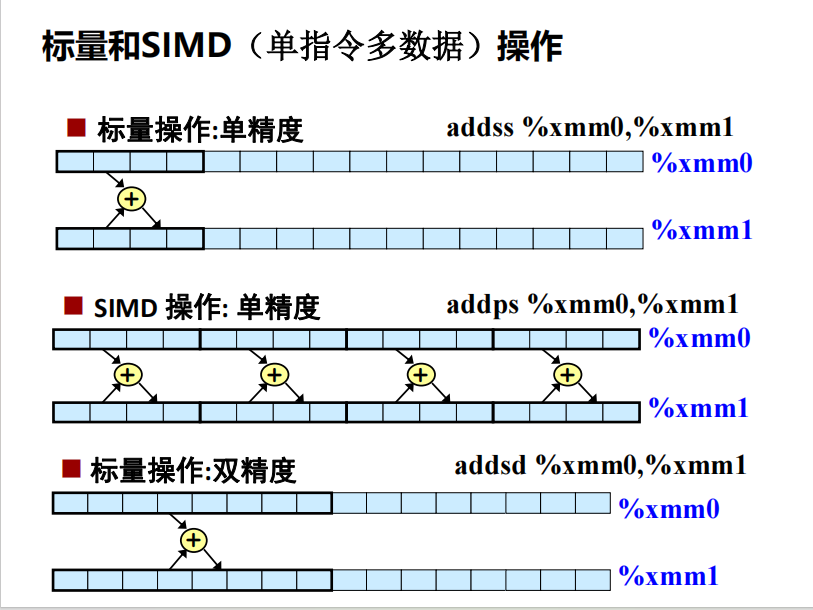 标量和SIMD（单指令多数据）操作
■ 标量操作:单精度 addss %xmm0,%xmm1
%xmm0
+
%xmm1
■ SIMD 操作: 单精度 addps %xmm0,%xmm1
%xmm0
+ + + +
%xmm1
■ 标量操作:双精度 addsd %xmm0,%xmm1
%xmm0
+
%xmm1